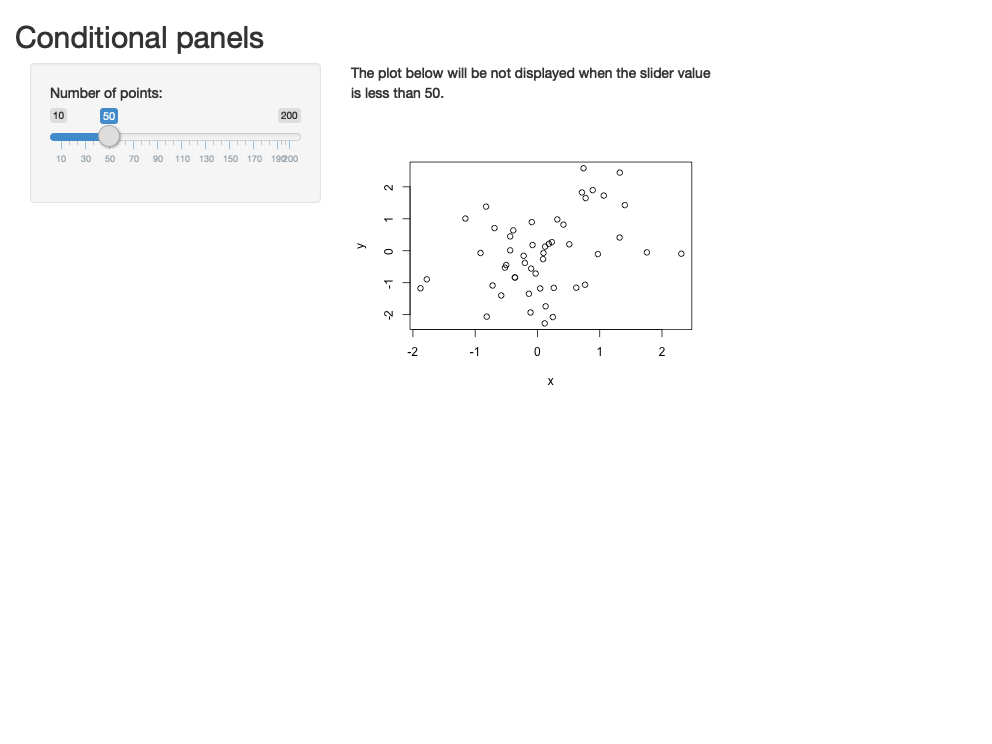 Conditional panels
Number of points:
10 50 200
10 30 50 70 90 110 130 150 170 190 200
The plot below will be not displayed when the slider value
is less than 50.
2
1
0
-1
-2
y
-2 -1 0 1 2
x